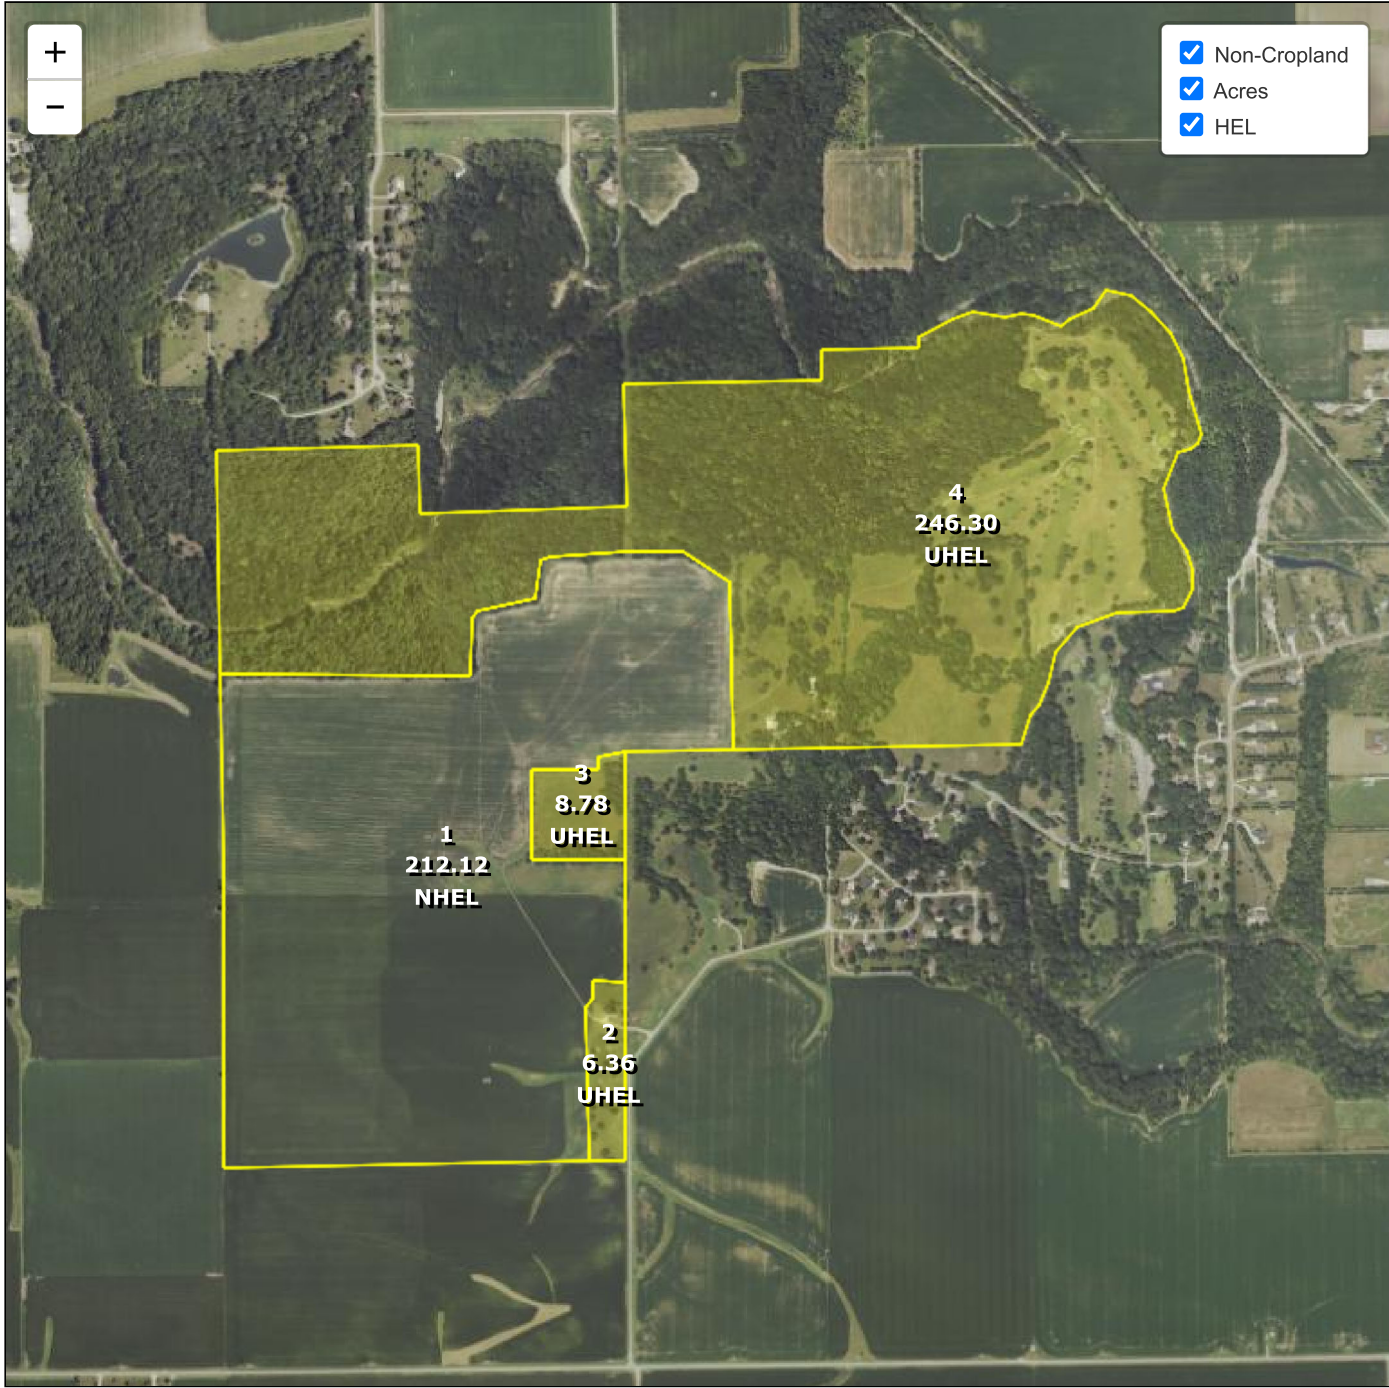 +
−
Non-Cropland
Acres
HEL
4
246.30
UHEL
3
8.78
UHEL
1
212.12
NHEL
2
6.36
UHEL